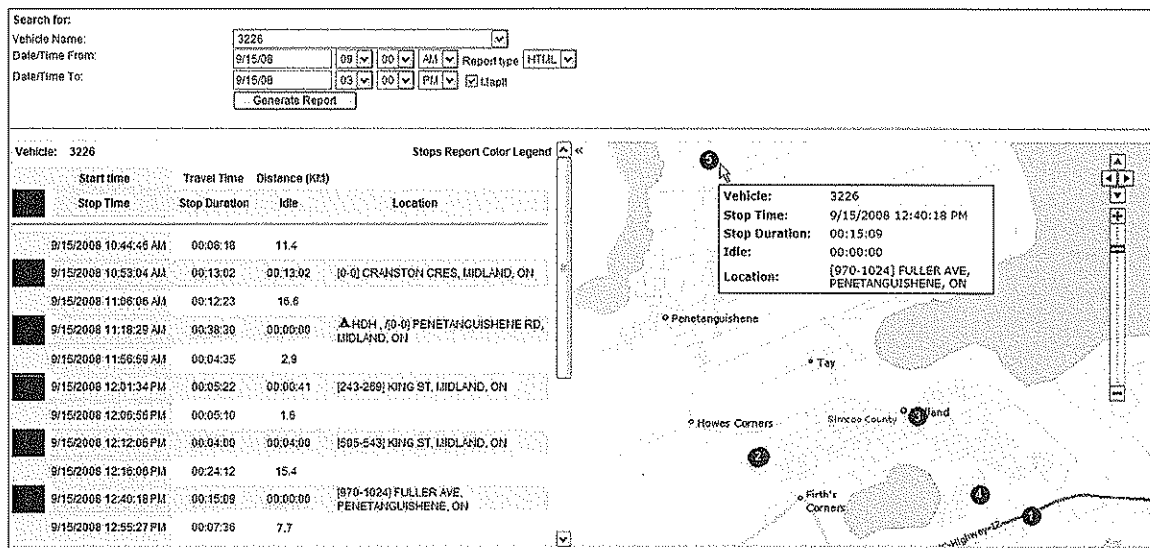 Search for:
Vehicle Name: 3226
Date/Time From: 9/15/08 09 00 AM Report type HTML
Date/Time To: 9/15/08 03 00 PM
Generate Report
Vehicle: 3226 Stops Report Color Legend «
Start time Travel Time Distance (KM)
Stop Time Stop Duration Idle Location
9/15/2008 10:44:46 AM 00:08:18 11.4
9/15/2008 10:53:04 AM 00:13:02 00:13:02 [0-0] CRANSTON CRES, MIDLAND, ON
9/15/2008 11:06:06 AM 00:12:23 16.6
9/15/2008 11:18:29 AM 00:38:30 00:00:00 HDH , [0-0] PENETANGUISHENE RD,
MIDLAND, ON
9/15/2008 11:56:59 AM 00:04:35 2.9
9/15/2008 12:01:34 PM 00:05:22 00:00:41 [243-269] KING ST, MIDLAND, ON
9/15/2008 12:06:56 PM 00:05:10 1.6
9/15/2008 12:12:06 PM 00:04:00 00:04:00 [505-543] KING ST, MIDLAND, ON
9/15/2008 12:16:06 PM 00:24:12 15.4
9/15/2008 12:40:18 PM 00:15:09 00:00:00 [970-1024] FULLER AVE,
PENETANGUISHENE, ON
9/15/2008 12:55:27 PM 00:07:36 7.7
5
Vehicle: 3226
Stop Time: 9/15/2008 12:40:18 PM
Stop Duration: 00:15:09
Idle: 00:00:00
Location: [970-1024] FULLER AVE,
PENETANGUISHENE, ON
Penetanguishene
Tay
Simcoe County 3
Howes Corners
2
Firth's
Corners
4
1
Highway-12